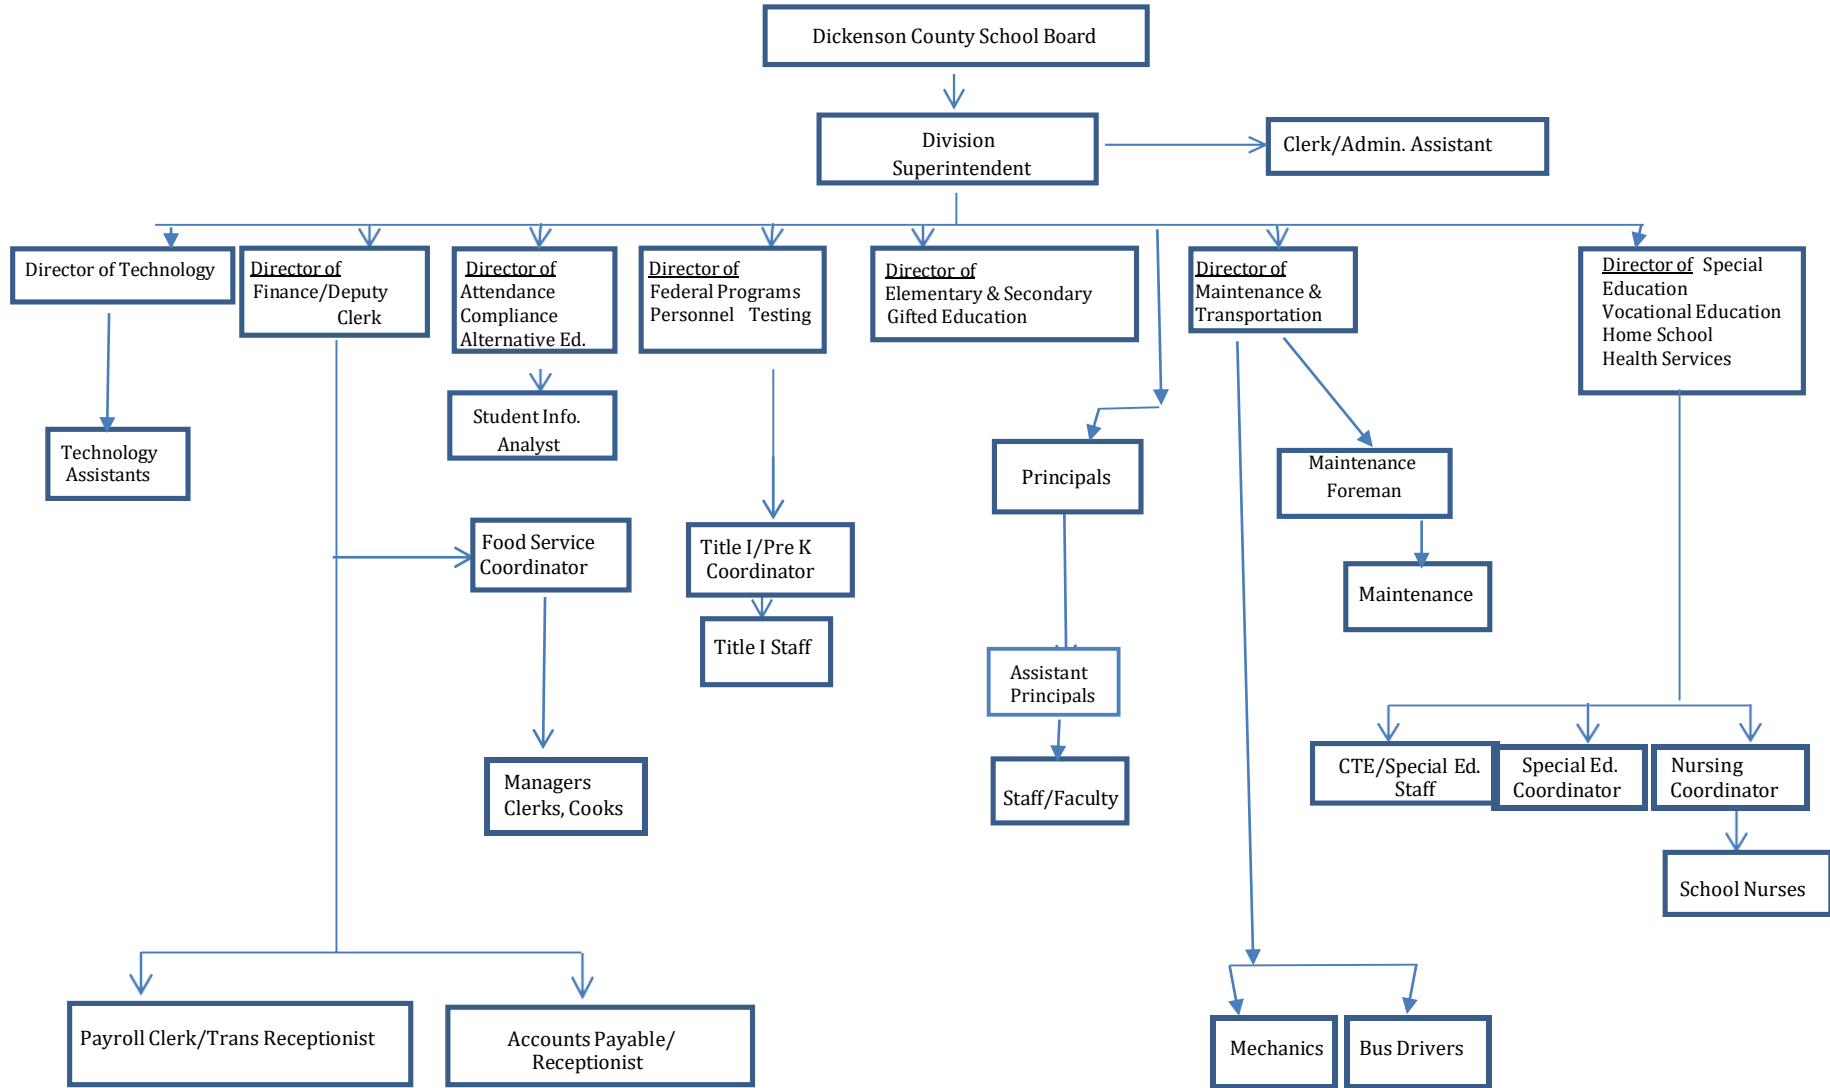 Dickenson County School Board
Division
Superintendent
Clerk/Admin. Assistant
Director of Technology
Director of
Finance/Deputy
Clerk
Director of
Attendance
Compliance
Alternative Ed.
Director of
Federal Programs
Personnel Testing
Director of
Elementary & Secondary
Gifted Education
Director of
Maintenance &
Transportation
Director of Special
Education
Vocational Education
Home School
Health Services
Technology
Assistants
Student Info.
Analyst
Principals
Maintenance
Foreman
Food Service
Coordinator
Title I/Pre K
Coordinator
Maintenance
Title I Staff
Assistant
Principals
Managers
Clerks, Cooks
Staff/Faculty
CTE/Special Ed.
Staff
Special Ed.
Coordinator
Nursing
Coordinator
School Nurses
Payroll Clerk/Trans Receptionist
Accounts Payable/
Receptionist
Mechanics
Bus Drivers